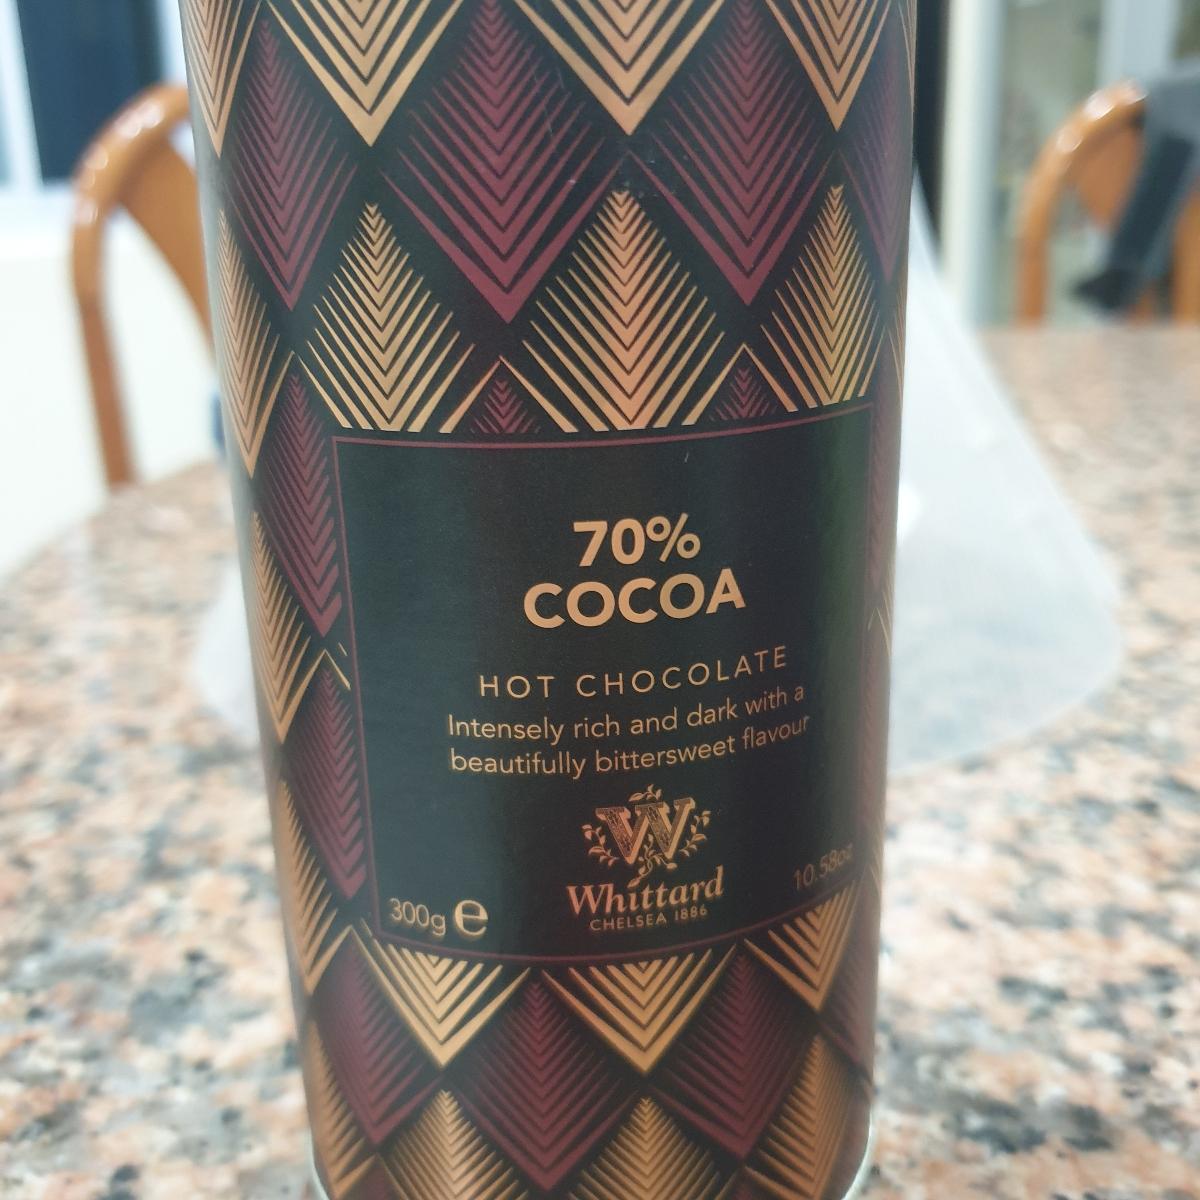 70%
COCOA
HOT CHOCOLATE
Intensely rich and dark with a
beautifully bittersweet flavour
W
Whittard
CHELSEA 1886
300g e
10.58oz